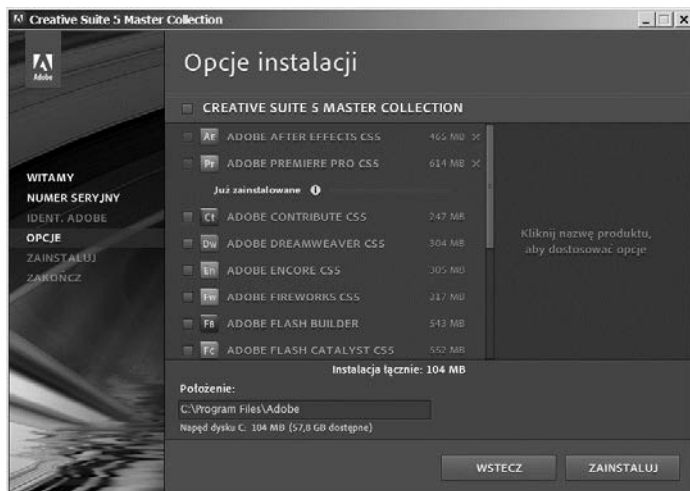 Creative Suite 5 Master Collection
Adobe
Opcje instalacji
CREATIVE SUITE 5 MASTER COLLECTION
Ae ADOBE AFTER EFFECTS CS5 465 MB
Pr ADOBE PREMIERE PRO CS5 614 MB
Już zainstalowane
Ct ADOBE CONTRIBUTE CS5 247 MB
Dw ADOBE DREAMWEAVER CS5 304 MB
En ADOBE ENCORE CS5 305 MB
Fw ADOBE FIREWORKS CS5 317 MB
FB ADOBE FLASH BUILDER 543 MB
Fc ADOBE FLASH CATALYST CS5 552 MB
WITAMY
NUMER SERYJNY
IDENT. ADOBE
OPCJE
ZAINSTALUJ
ZAKOŃCZ
Kliknij nazwę produktu,
aby dostosować opcje
Instalacja łącznie: 104 MB
Położenie:
C:\Program Files\Adobe
Napęd dysku C: 104 MB (57,8 GB dostępne)
WSTECZ
ZAINSTALUJ